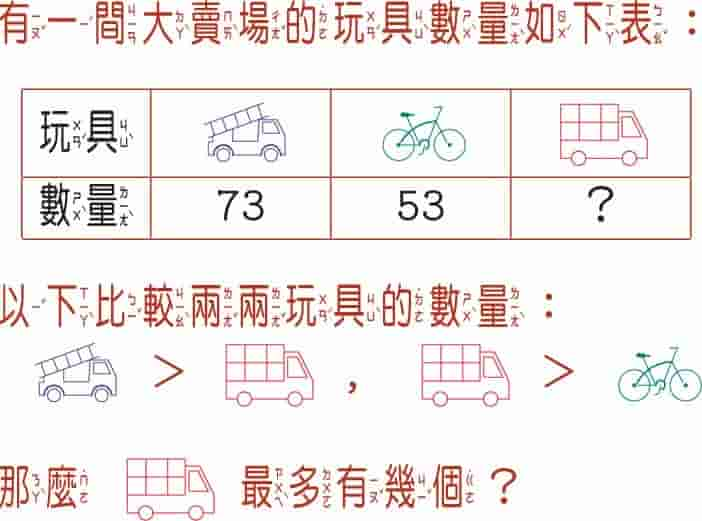 有一間大賣場的玩具數量如下表：
玩具
數量 73 53 ？
以下比較兩兩玩具的數量：
> , >
那麼 最多有幾個？